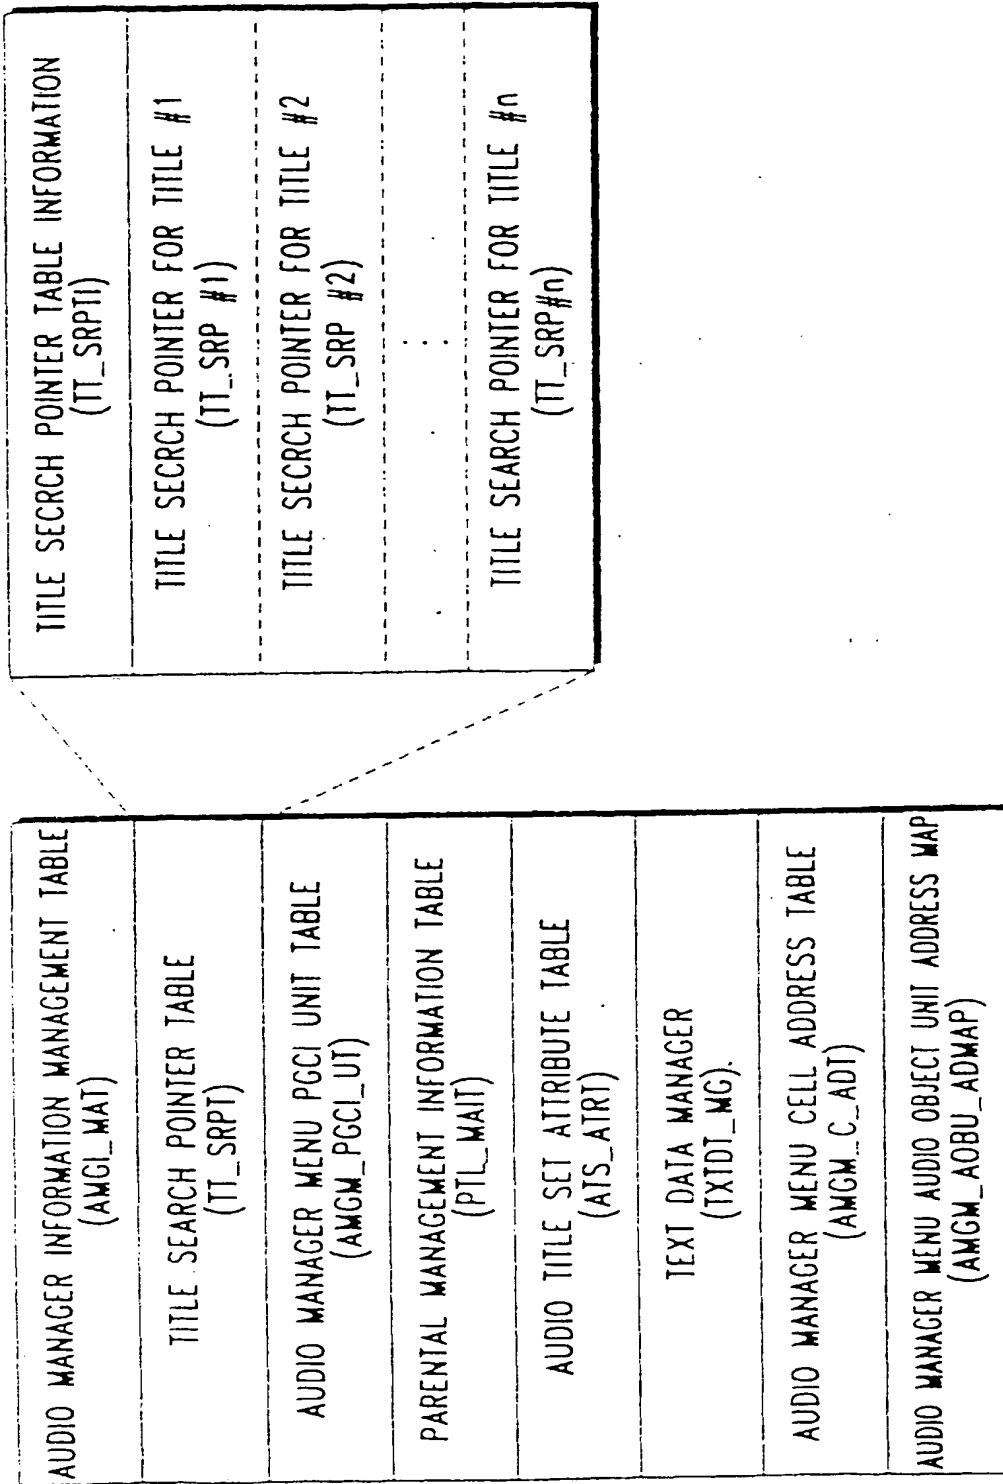 AUDIO MANAGER INFORMATION MANAGEMENT TABLE
(AMGI_MAT)
TITLE SEARCH POINTER TABLE
(TT_SRPT)
AUDIO MANAGER MENU PGCI UNIT TABLE
(AMGM_PGCI_UT)
PARENTAL MANAGEMENT INFORMATION TABLE
(PTL_MAIT)
AUDIO TITLE SET ATTRIBUTE TABLE
(ATS_ATRT)
TEXT DATA MANAGER
(TXTDT_MG).
AUDIO MANAGER MENU CELL ADDRESS TABLE
(AMGM_C_ADT)
AUDIO MANAGER MENU AUDIO OBJECT UNIT ADDRESS MAP
(AMGM_AOBU_ADMAP)
TITLE SECRCH POINTER TABLE INFORMATION
(TT_SRPTI)
TITLE SECRCH POINTER FOR TITLE #1
(TT_SRP #1)
TITLE SECRCH POINTER FOR TITLE #2
(TT_SRP #2)
. . .
TITLE SEARCH POINTER FOR TITLE #n
(TT_SRP#n)